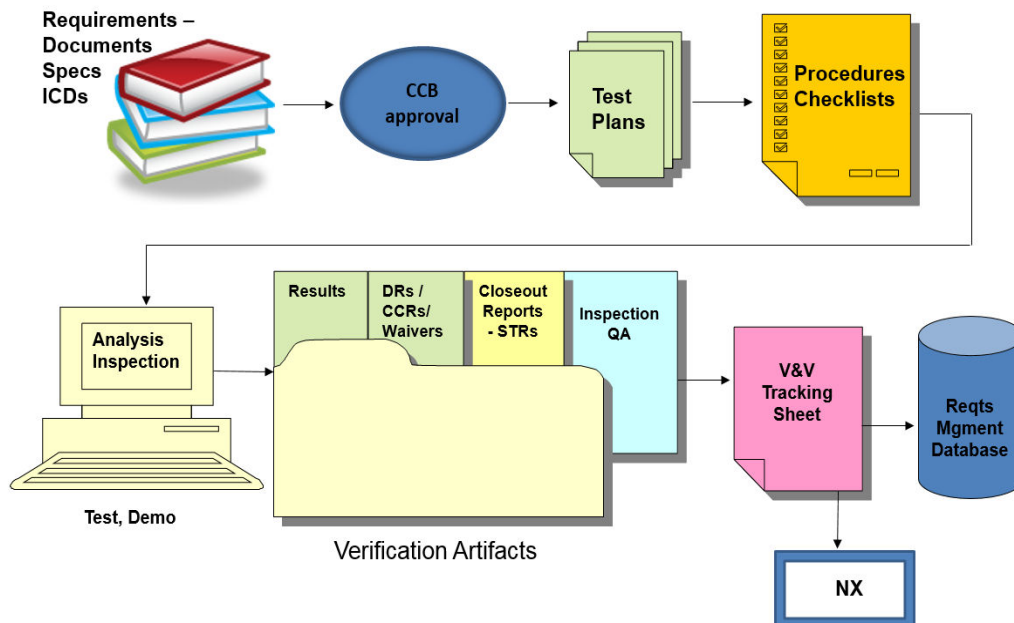 Requirements –
Documents
Specs
ICDs
CCB
approval
Test
Plans
Procedures
Checklists
Analysis
Inspection
Test, Demo
Results
DRs /
CCRs/
Waivers
Closeout
Reports
- STRs
Inspection
QA
Verification Artifacts
V&V
Tracking
Sheet
Reqts
Mgment
Database
NX